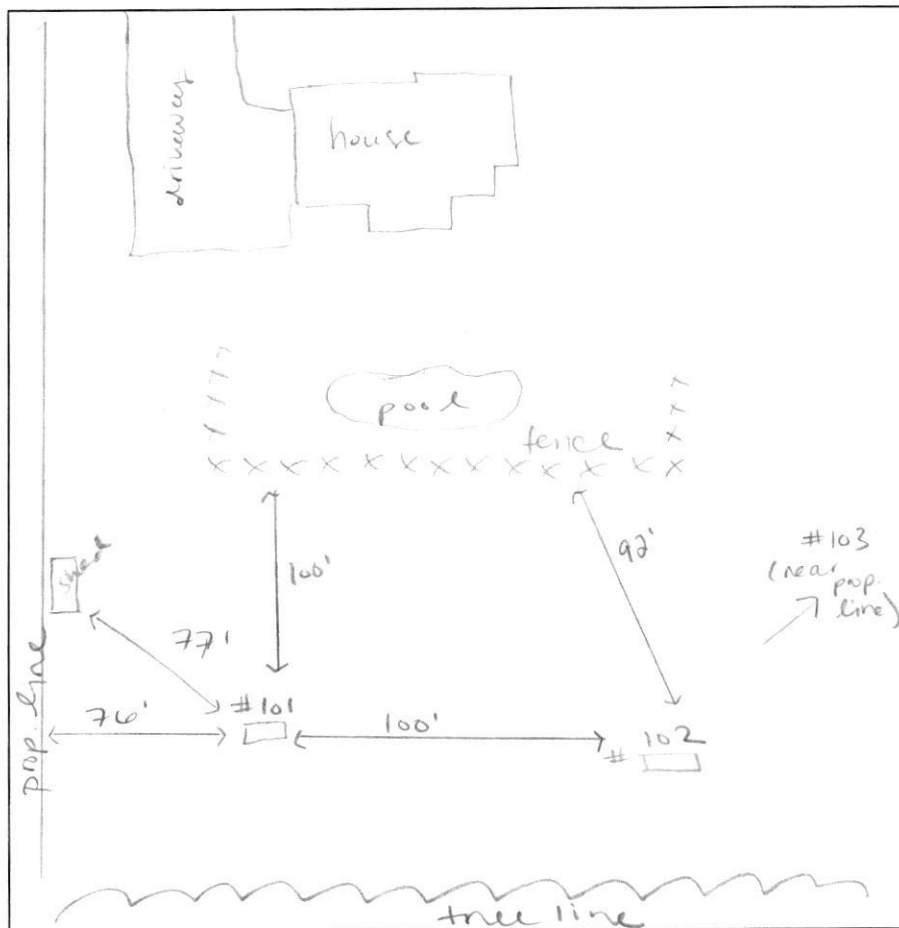 driveway
house
pool
fence
100'
92'
#103
(near
prop.
line)
shed
77'
prop. line
76'
#101
100'
# 102
tree line